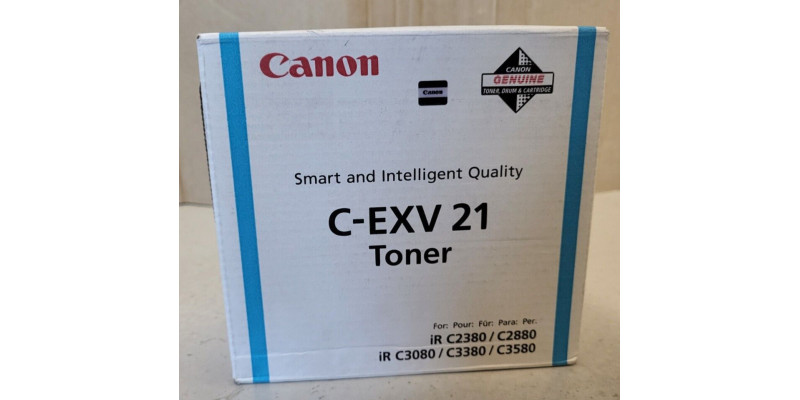 Canon
Canon
CANON
GENUINE
TONER, DRUM & CARTRIDGE
Smart and Intelligent Quality
C-EXV 21
Toner
For: Pour: Für: Para: Per:
iR C2380 / C2880
iR C3080 / C3380 / C3580